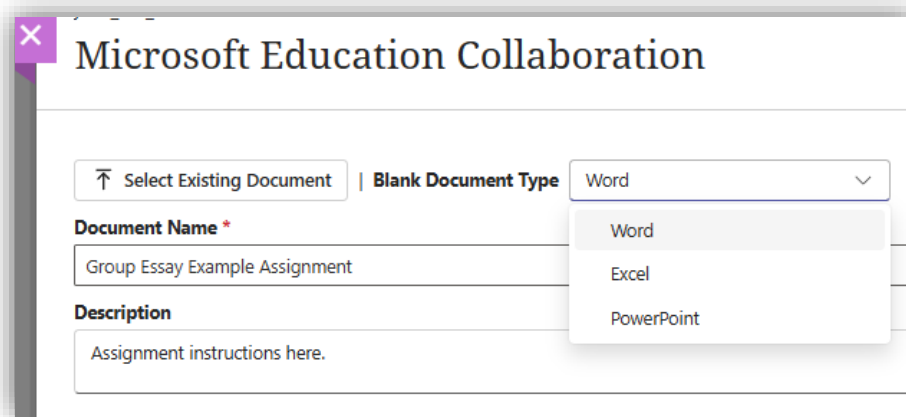 Microsoft Education Collaboration
Select Existing Document | Blank Document Type Word
Word
Excel
PowerPoint
Document Name *
Group Essay Example Assignment
Description
Assignment instructions here.